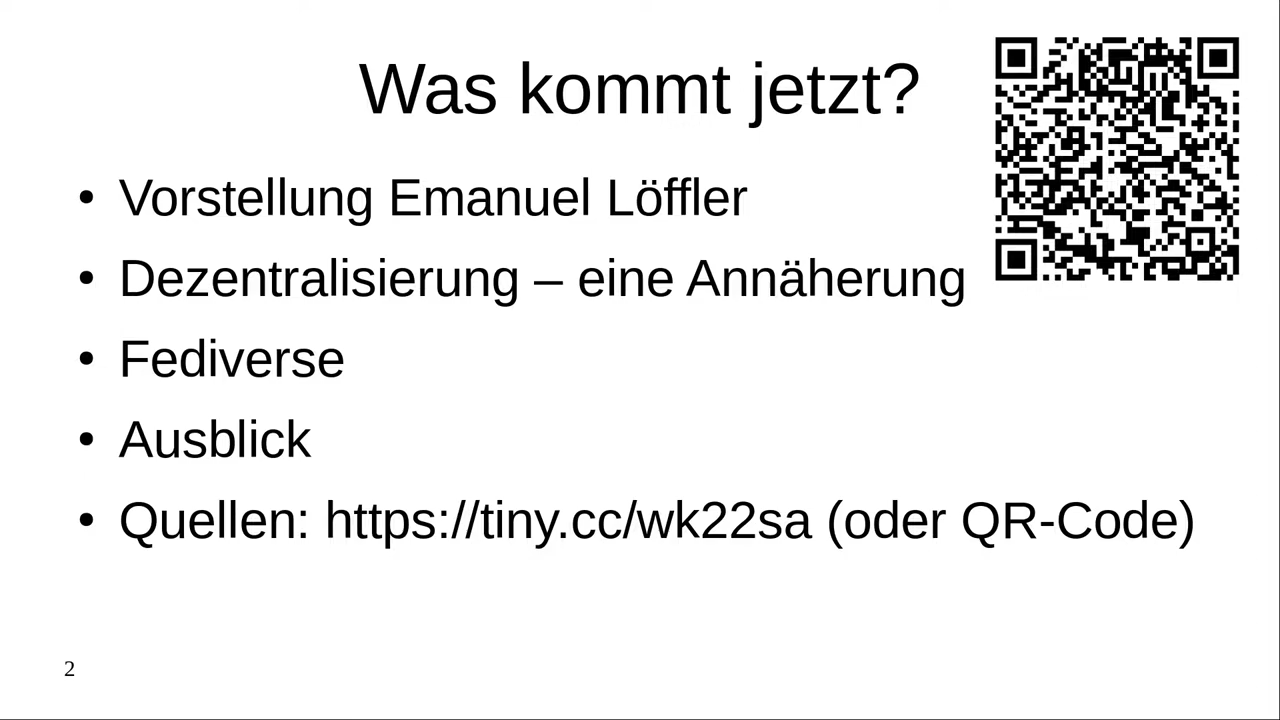 Was kommt jetzt?
• Vorstellung Emanuel Löffler
• Dezentralisierung – eine Annäherung
• Fediverse
• Ausblick
• Quellen: https://tiny.cc/wk22sa (oder QR-Code)
2